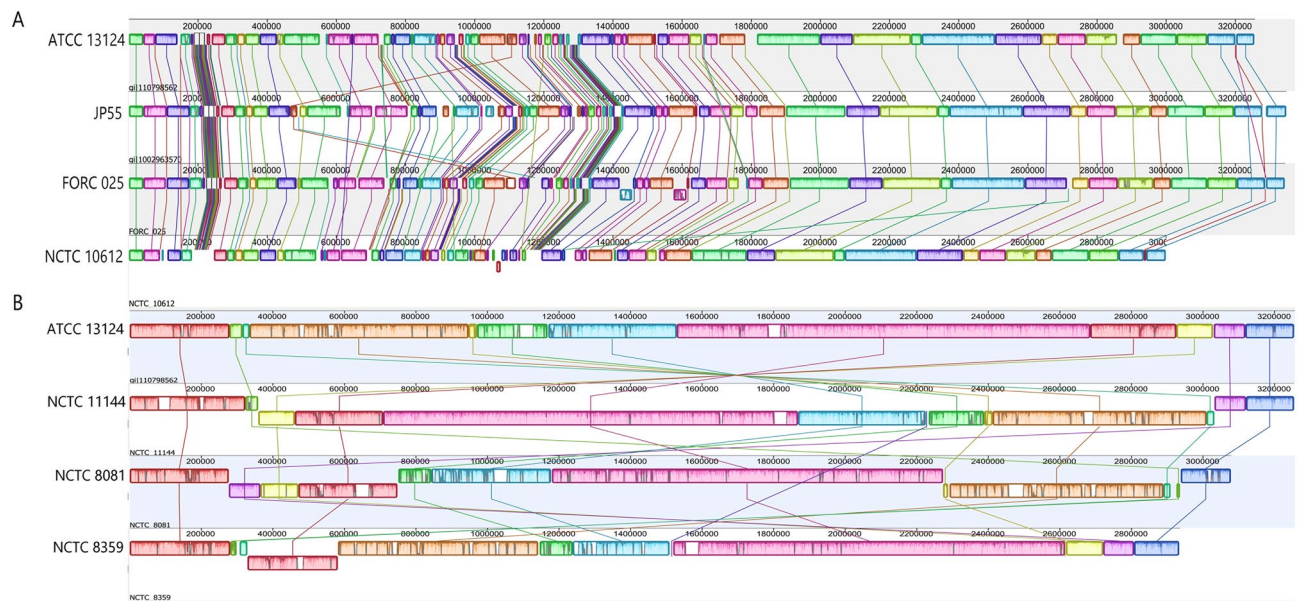 A
200000 400000 600000 800000 1000000 1200000 1400000 1600000 1800000 2000000 2200000 2400000 2600000 2800000 3000000 3200000
ATCC 13124
gi|110798562
200000 400000 600000 800000 1000000 1200000 1400000 1600000 1800000 2000000 2200000 2400000 2600000 2800000 3000000 3200000
JP55
400000 600000 800000 1400000 1600000 1800000 2000000 2200000 2400000 2600000 2800000 3000000 3200000
FORC 025
FORC_025
200000 400000 600000 800000 1000000 1200000 1400000 1600000 1800000 2000000 2200000 2400000 2600000 2800000
NCTC 10612
B
NCTC_10612
200000 400000 600000 800000 1000000 1200000 1400000 1600000 1800000 2000000 2200000 2400000 2600000 2800000 3000000 3200000
ATCC 13124
gi|110798562
200000 400000 600000 800000 1000000 1200000 1400000 1600000 1800000 2000000 2200000 2400000 2600000 2800000 3000000 3200000
NCTC 11144
NCTC_11144
200000 400000 600000 800000 1000000 1200000 1400000 1600000 1800000 2000000 2200000 2400000 2600000 2800000 3000000
NCTC 8081
NCTC_8081
200000 400000 600000 800000 1000000 1200000 1400000 1600000 1800000 2000000 2200000 2400000 2600000 2800000
NCTC 8359
NCTC_8359